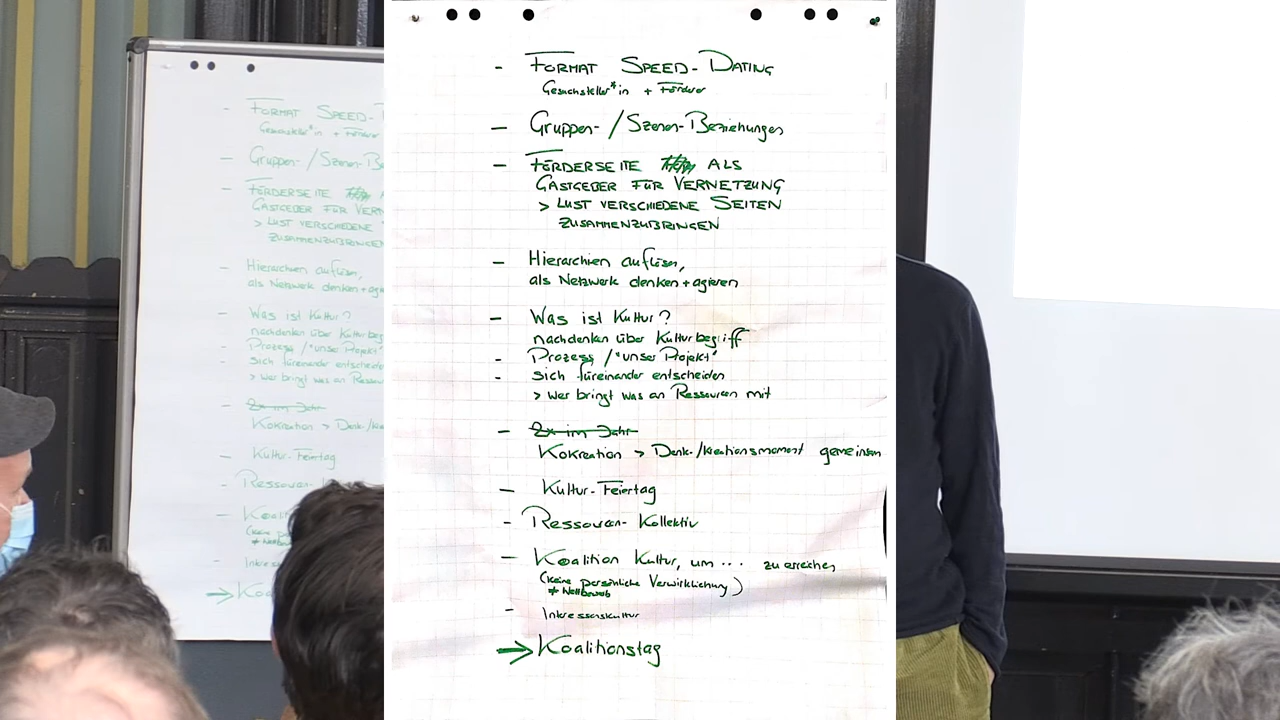 - FORMAT SPEED-DATING
Gesuchsteller*in + Förderer
- Gruppen- / Szenen-Beziehungen
- FÖRDERSEITE ALS
GASTGEBER FÜR VERNETZUNG
> LUST VERSCHIEDENE SEITEN
ZUSAMMENZUBRINGEN
- Hierarchien auflösen,
als Netzwerk denken + agieren
- Was ist Kultur?
nachdenken über Kulturbegriff
- Prozess / "unser Projekt"
- sich füreinander entscheiden
> wer bringt was an Ressourcen mit
- 2x im Jahr
Kokreation > Denk-/Kreationsmoment gemeinsam
- Kultur-Feiertag
- Ressourcen-Kollektiv
- Koalition Kultur, um ... zu erreichen
(keine persönliche Verwirklichung)
≠ Wettbewerb
- Interessenskultur
→ Koalitionstag